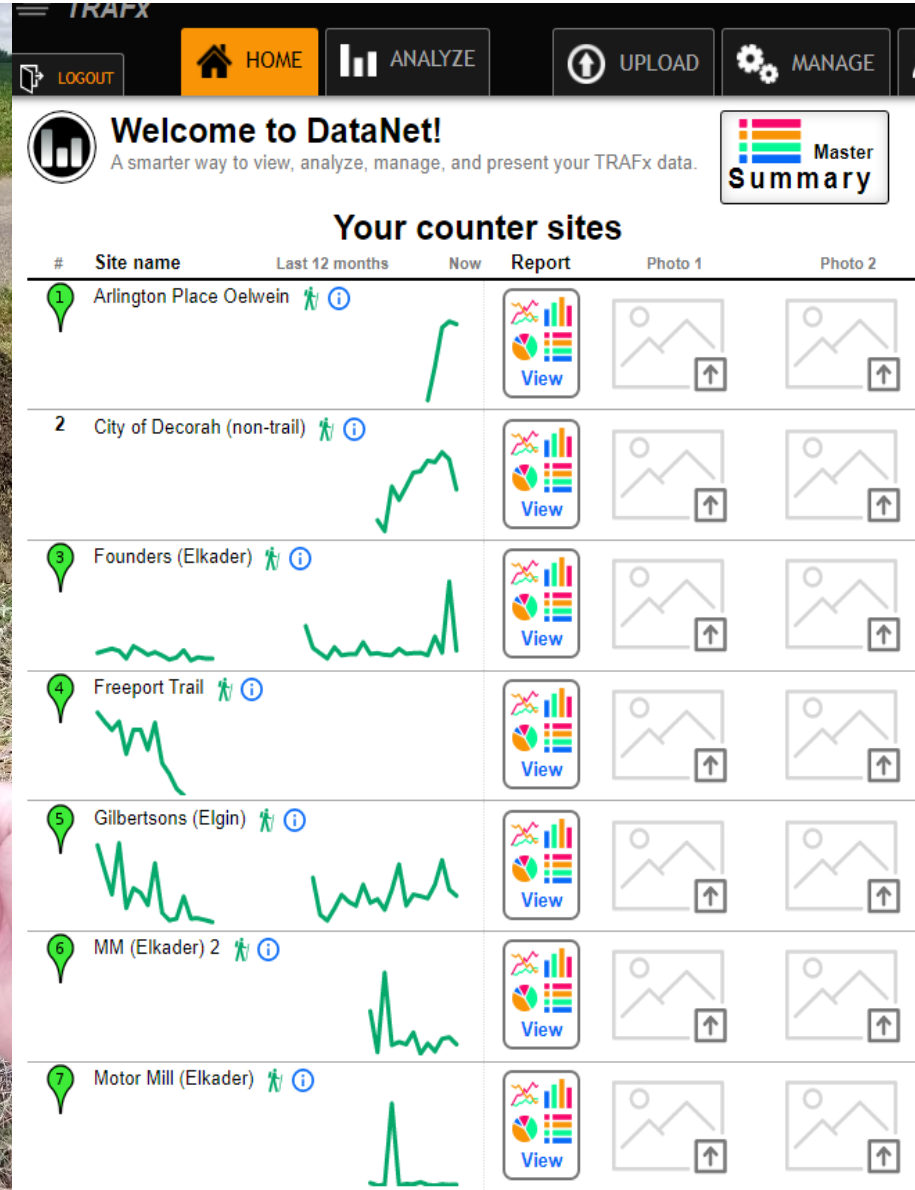 TRAFx
LOGOUT
HOME
ANALYZE
UPLOAD
MANAGE
Welcome to DataNet!
A smarter way to view, analyze, manage, and present your TRAFx data.
Master
Summary
Your counter sites
# Site name Last 12 months Now Report Photo 1 Photo 2
1 Arlington Place Oelwein
View
2 City of Decorah (non-trail)
View
3 Founders (Elkader)
View
4 Freeport Trail
View
5 Gilbertsons (Elgin)
View
6 MM (Elkader) 2
View
7 Motor Mill (Elkader)
View